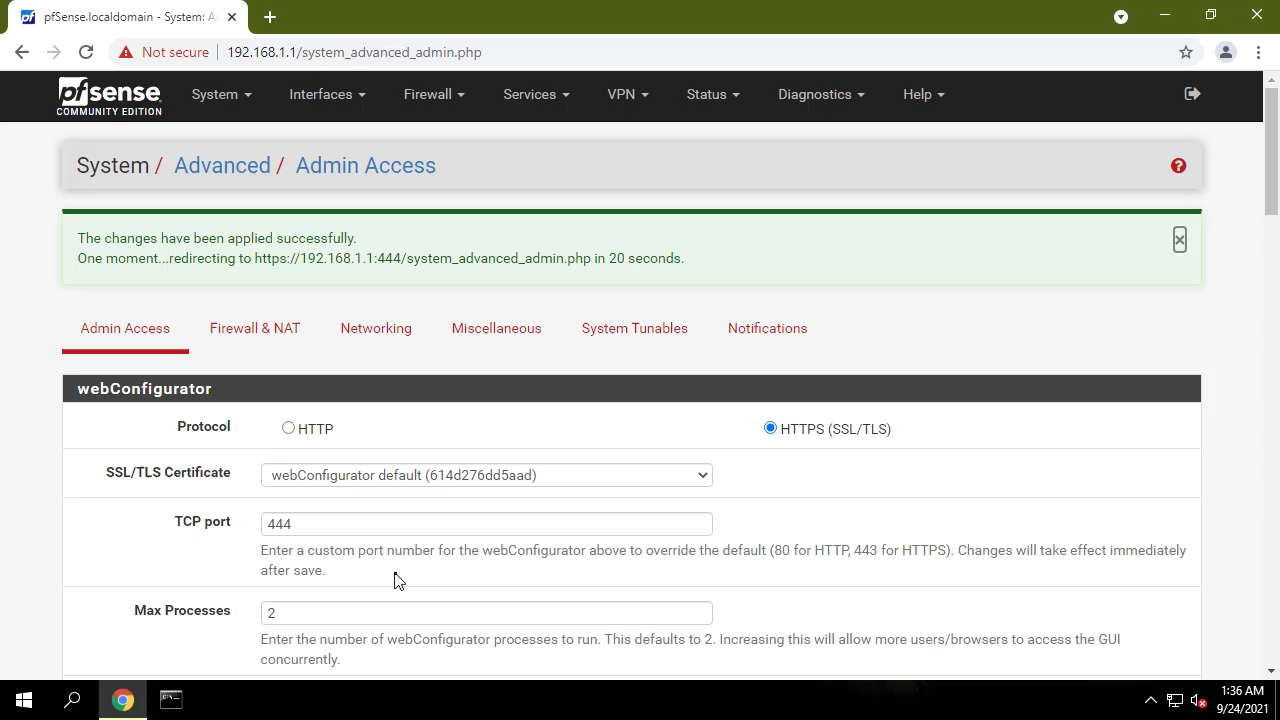 pfSense.localdomain - System: A
Not secure
192.168.1.1/system_advanced_admin.php
pfsense
COMMUNITY EDITION
System
Interfaces
Firewall
Services
VPN
Status
Diagnostics
Help
System / Advanced / Admin Access
The changes have been applied successfully.
One moment...redirecting to https://192.168.1.1:444/system_advanced_admin.php in 20 seconds.
Admin Access
Firewall & NAT
Networking
Miscellaneous
System Tunables
Notifications
webConfigurator
Protocol
HTTP
HTTPS (SSL/TLS)
SSL/TLS Certificate
webConfigurator default (614d276dd5aad)
TCP port
444
Enter a custom port number for the webConfigurator above to override the default (80 for HTTP, 443 for HTTPS). Changes will take effect immediately
after save.
Max Processes
2
Enter the number of webConfigurator processes to run. This defaults to 2. Increasing this will allow more users/browsers to access the GUI
concurrently.
1:36 AM
9/24/2021